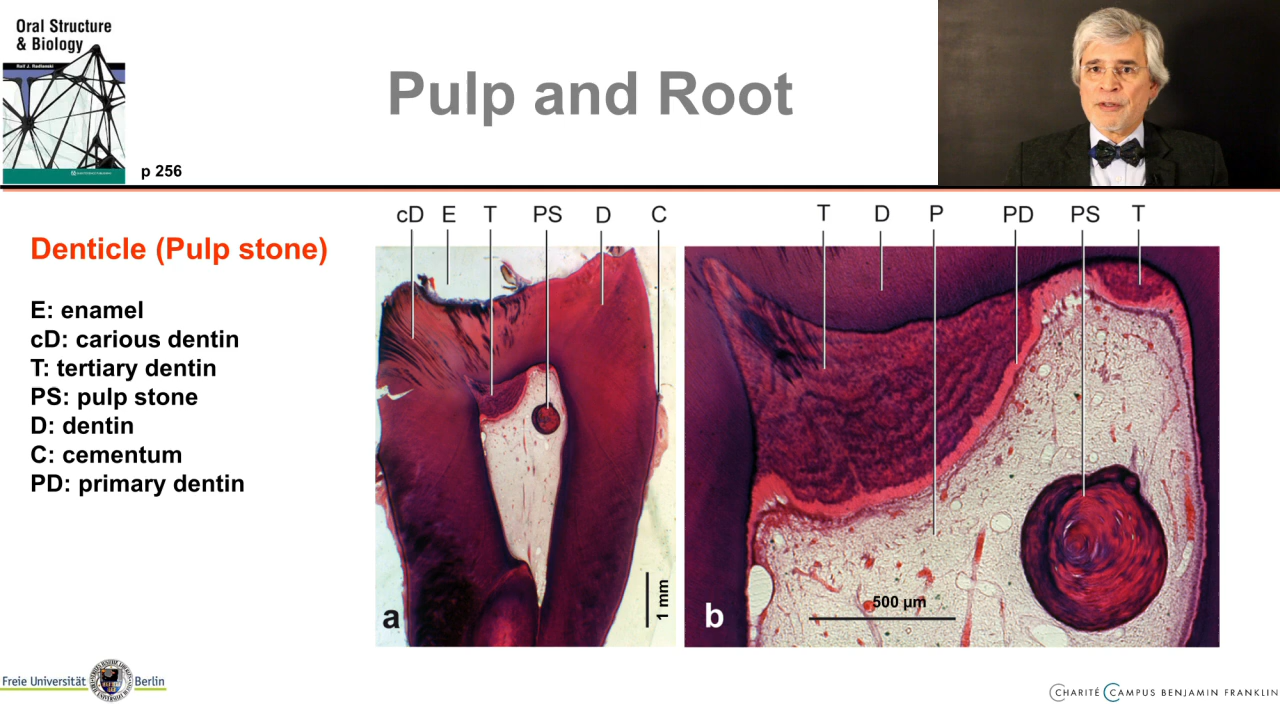 Oral Structure
& Biology
Ralf J. Radlanski
p 256
Pulp and Root
Denticle (Pulp stone)
E: enamel
cD: carious dentin
T: tertiary dentin
PS: pulp stone
D: dentin
C: cementum
PD: primary dentin
cD E T PS D C
a
1 mm
T D P PD PS T
b
500 µm
Freie Universität Berlin
CHARITÉ CAMPUS BENJAMIN FRANKLIN